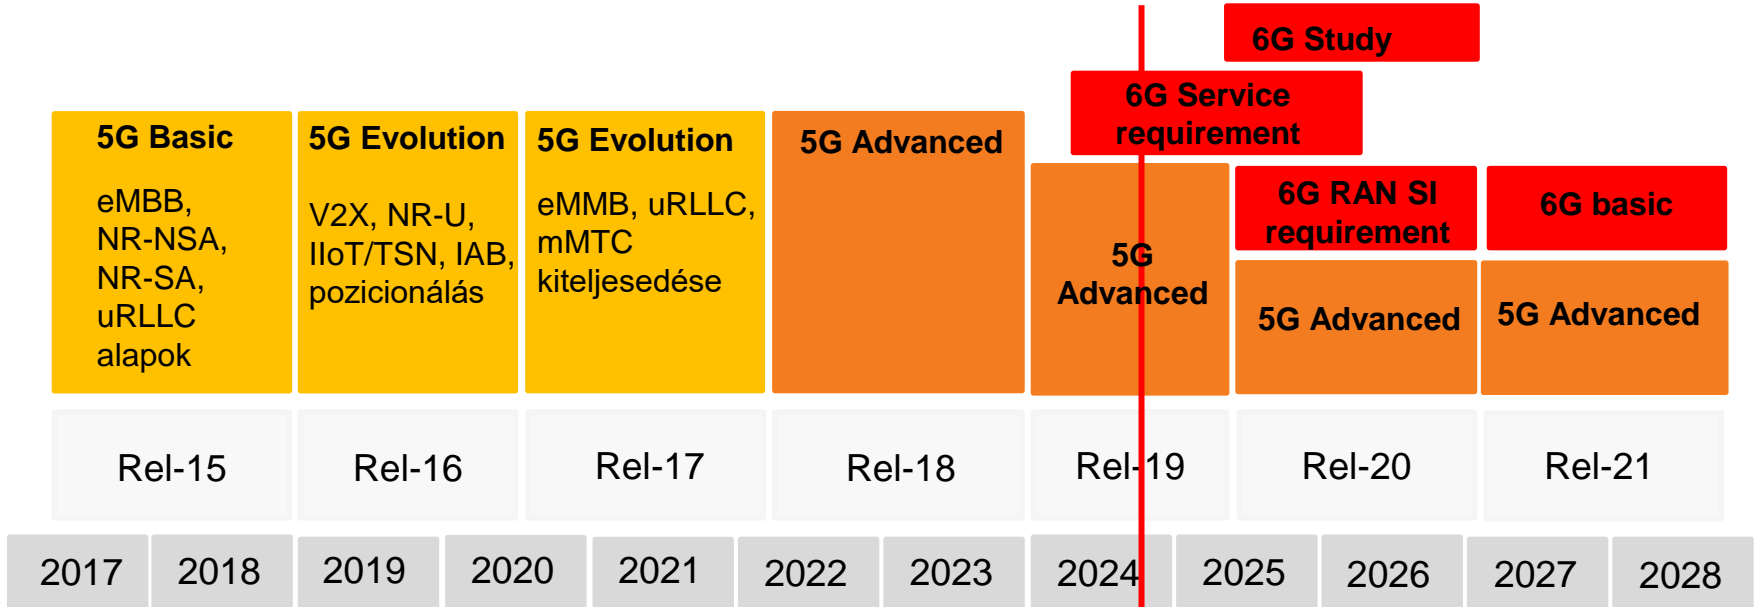 6G Study
6G Service
requirement
5G Basic
eMBB,
NR-NSA,
NR-SA,
uRLLC
alapok
5G Evolution
V2X, NR-U,
IIoT/TSN, IAB,
pozicionálás
5G Evolution
eMMB, uRLLC,
mMTC
kiteljesedése
5G Advanced
5G
Advanced
6G RAN SI
requirement
5G Advanced
6G basic
5G Advanced
Rel-15
Rel-16
Rel-17
Rel-18
Rel-19
Rel-20
Rel-21
2017
2018
2019
2020
2021
2022
2023
2024
2025
2026
2027
2028